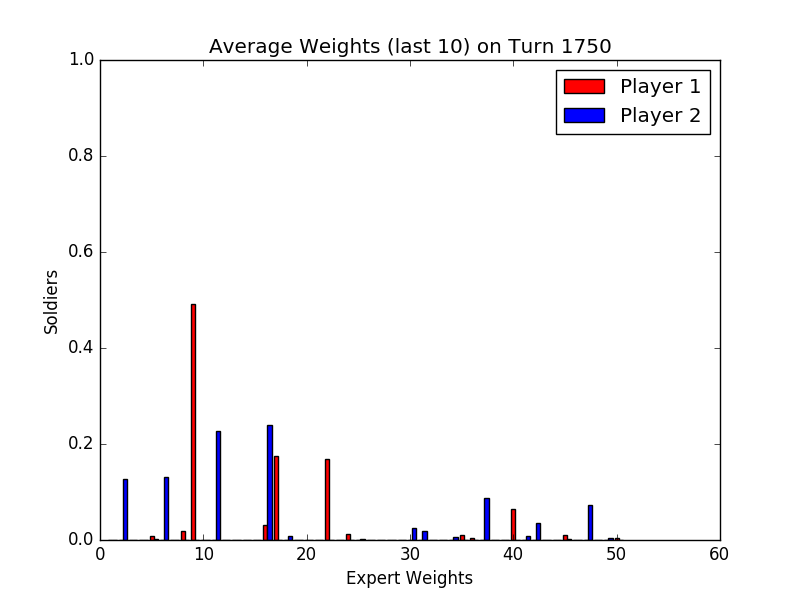 Average Weights (last 10) on Turn 1750
1.0
0.8
0.6
0.4
0.2
0.0
Soldiers
Player 1
Player 2
0 10 20 30 40 50 60
Expert Weights